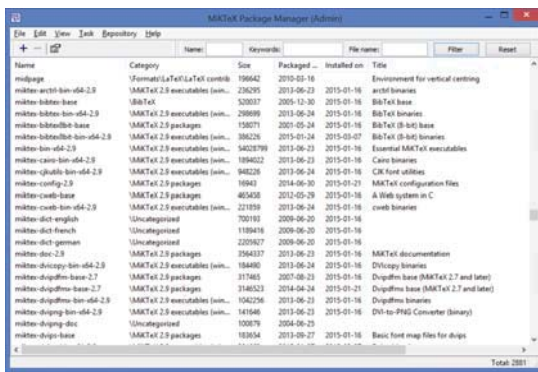 MiKTeX Package Manager (Admin)
File Edit View Task Repository Help
Name: Keywords: File name: Filter Reset
Name Category Size Packaged ... Installed on Title
midpage \Formats\LaTeX\LaTeX contrib 196642 2010-03-16 Environment for vertical centring
miktex-arctrl-bin-x64-2.9 \MiKTeX 2.9 executables (win... 236295 2013-06-23 2015-01-16 arctrl binaries
miktex-bibtex-base \BibTeX 520037 2005-12-30 2015-01-16 BibTeX base
miktex-bibtex-bin-x64-2.9 \MiKTeX 2.9 executables (win... 298699 2013-06-24 2015-01-16 BibTeX binaries
miktex-bibtex8bit-base \MiKTeX 2.9 packages 158071 2001-05-24 2015-01-16 BibTeX (8-bit) base
miktex-bibtex8bit-bin-x64-2.9 \MiKTeX 2.9 executables (win... 386226 2015-01-24 2015-03-07 BibTeX (8-bit) binaries
miktex-bin-x64-2.9 \MiKTeX 2.9 executables (win... 54028799 2013-06-23 2015-01-16 Essential MiKTeX executables
miktex-cairo-bin-x64-2.9 \MiKTeX 2.9 executables (win... 1894022 2013-06-23 2015-01-16 Cairo binaries
miktex-cjkutils-bin-x64-2.9 \MiKTeX 2.9 executables (win... 948226 2013-06-24 2015-01-16 CJK font utilities
miktex-config-2.9 \MiKTeX 2.9 packages 16943 2014-06-30 2015-01-21 MiKTeX configuration files
miktex-cweb-base \MiKTeX 2.9 packages 465458 2012-05-29 2015-01-16 A Web system in C
miktex-cweb-bin-x64-2.9 \MiKTeX 2.9 executables (win... 221859 2013-06-24 2015-01-16 cweb binaries
miktex-dict-english \Uncategorized 700193 2009-06-20 2015-01-16
miktex-dict-french \Uncategorized 1189416 2009-06-20 2015-01-16
miktex-dict-german \Uncategorized 2205927 2009-06-20 2015-01-16
miktex-doc-2.9 \MiKTeX 2.9 packages 3564337 2013-06-23 2015-01-16 MiKTeX documentation
miktex-dvicopy-bin-x64-2.9 \MiKTeX 2.9 executables (win... 184490 2013-06-24 2015-01-16 DVIcopy binaries
miktex-dvipdfm-base-2.7 \MiKTeX 2.9 packages 317465 2007-08-23 2015-01-16 Dvipdfm base (MiKTeX 2.7 and later)
miktex-dvipdfmx-base-2.7 \MiKTeX 2.9 packages 3146523 2014-04-24 2015-01-21 Dvipdfmx base (MiKTeX 2.7 and later)
miktex-dvipdfmx-bin-x64-2.9 \MiKTeX 2.9 executables (win... 1042256 2013-06-23 2015-01-16 Dvipdfmx binaries
miktex-dvipng-bin-x64-2.9 \MiKTeX 2.9 executables (win... 141646 2013-06-23 2015-01-16 DVI-to-PNG Converter (binary)
miktex-dvipng-doc \Uncategorized 100879 2004-06-25
miktex-dvips-base \MiKTeX 2.9 packages 183654 2013-09-27 2015-01-16 Basic font map files for dvips
Total: 2881